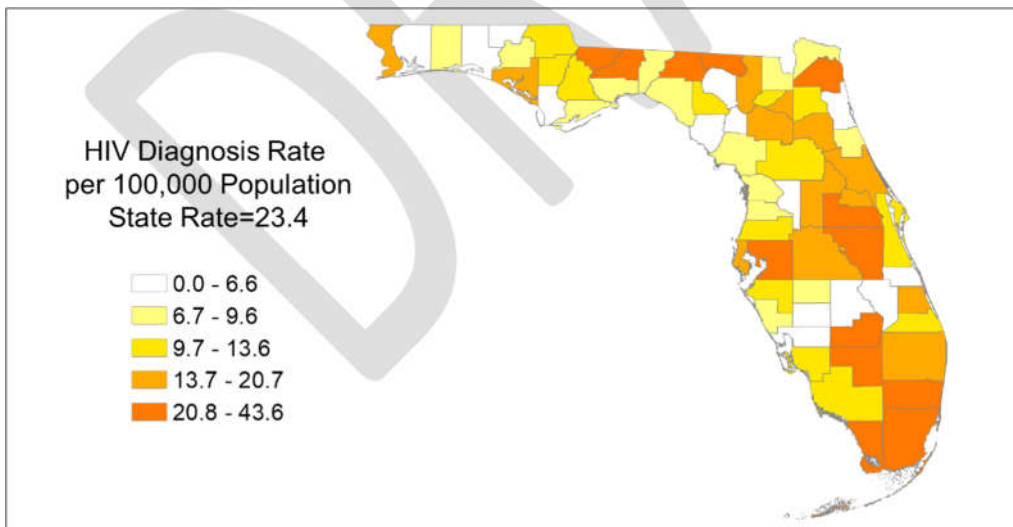 HIV Diagnosis Rate
per 100,000 Population
State Rate=23.4
0.0 - 6.6
6.7 - 9.6
9.7 - 13.6
13.7 - 20.7
20.8 - 43.6